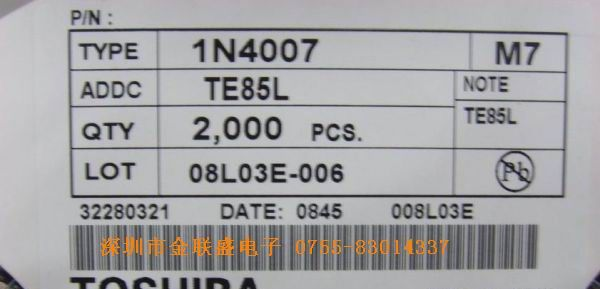 P/N :
TYPE 1N4007 M7
ADDC TE85L NOTE
QTY 2,000 PCS. TE85L
LOT 08L03E-006 Pb
32280321 DATE: 0845 008L03E
深圳市金联盛电子 0755-83014337
TOSHIBA